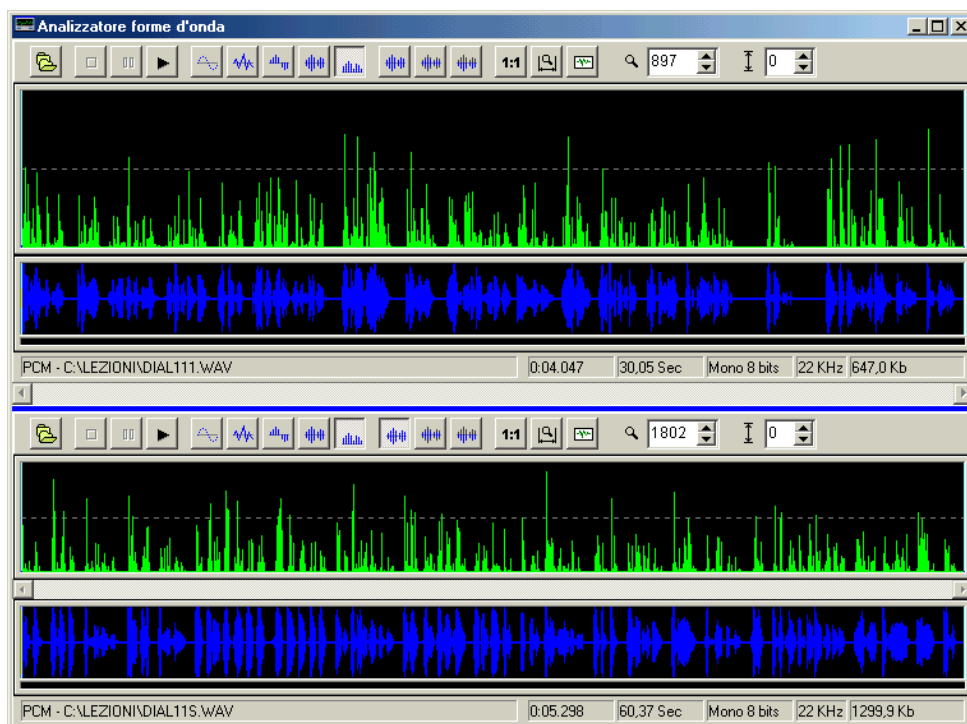 Analizzatore forme d'onda
1:1 897 0
PCM - C:\LEZIONI\DIAL111.WAV 0:04.047 30,05 Sec Mono 8 bits 22 KHz 647,0 Kb
1:1 1802 0
PCM - C:\LEZIONI\DIAL11S.WAV 0:05.298 60,37 Sec Mono 8 bits 22 KHz 1299,9 Kb